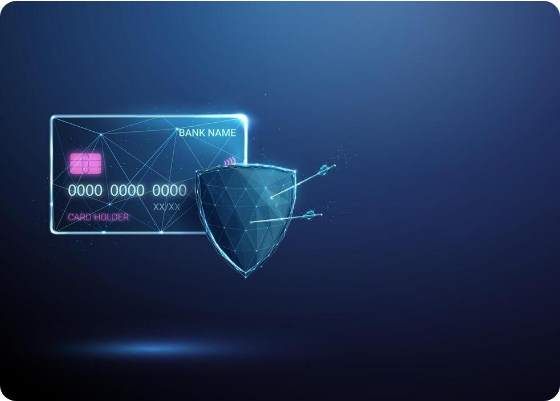 BANK NAME
0000 0000 0000
XX/XX
CARD HOLDER